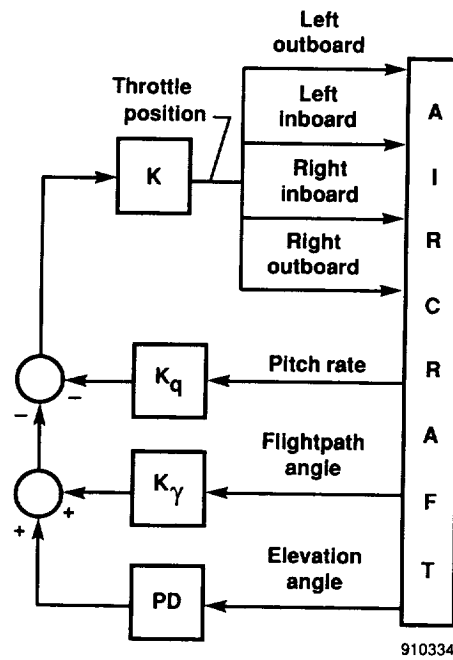 Left
outboard
Throttle
position
Left
inboard
K
Right
inboard
Right
outboard
Kq
Pitch rate
− −
Kγ
Flightpath
angle
+ +
PD
Elevation
angle
A
I
R
C
R
A
F
T
910334